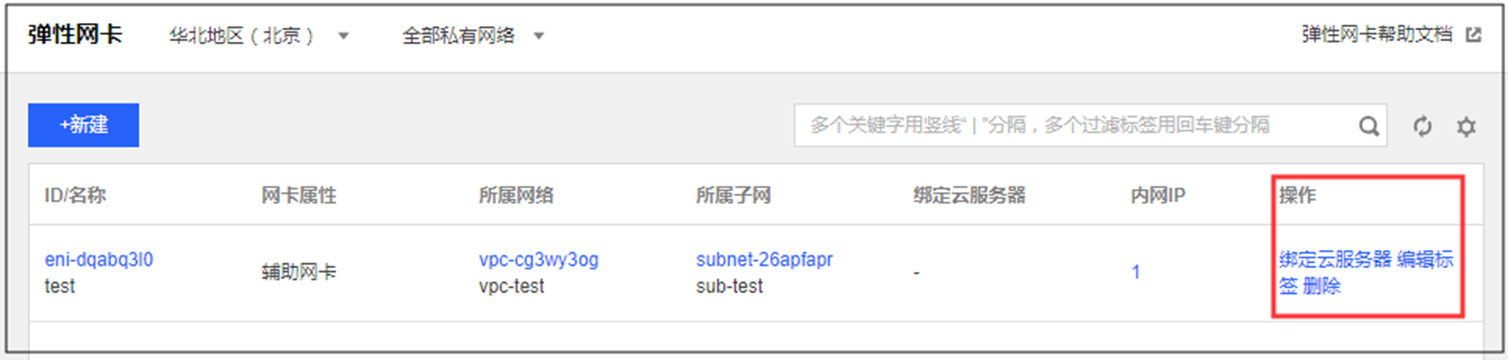 弹性网卡 华北地区（北京） 全部私有网络 弹性网卡帮助文档
+新建 多个关键字用竖线“ | ”分隔，多个过滤标签用回车键分隔
ID/名称 网卡属性 所属网络 所属子网 绑定云服务器 内网IP 操作
eni-dqabq3l0 辅助网卡 vpc-cg3wy3og subnet-26apfapr - 1 绑定云服务器 编辑标
test vpc-test sub-test 签 删除